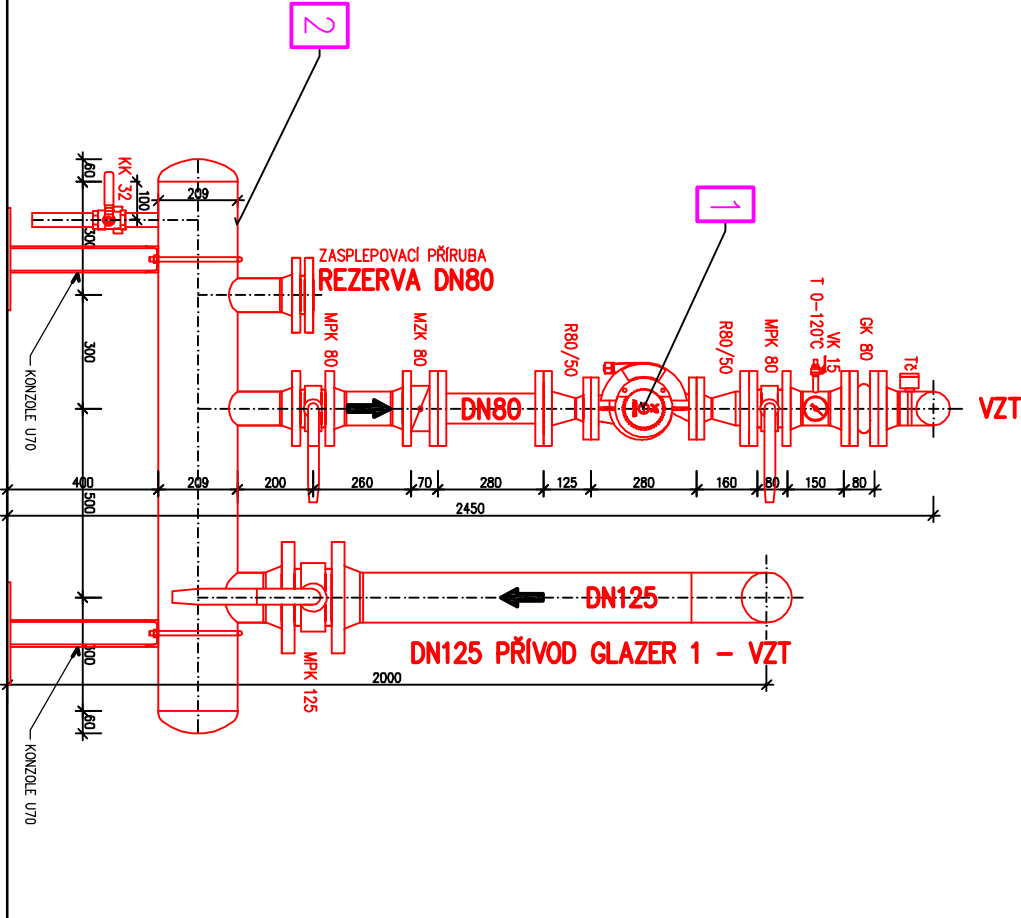 2
1
KK 32
100
60
209
300
ZASPLEPOVACÍ PŘÍRUBA
REZERVA DN80
MPK 80
MZK 80
R80/50
R80/50
MPK 80
T 0-120°C
VK 15
GK 80
TČ
300
KONZOLE U70
DN80
VZT
400
209
200
260
70
280
125
280
160
80
150
80
500
2450
DN125
DN125 PŘÍVOD GLAZER 1 - VZT
MPK 125
2000
300
60
KONZOLE U70